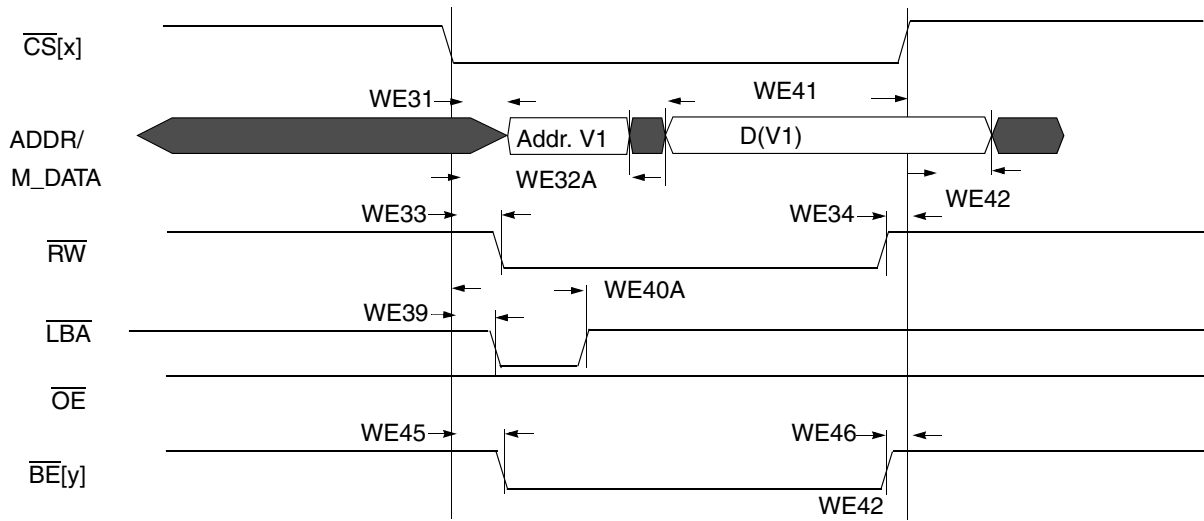 CS[x]
WE31
WE41
ADDR/
M_DATA
Addr. V1
D(V1)
WE32A
WE42
WE33
WE34
RW
WE40A
WE39
LBA
OE
WE45
WE46
BE[y]
WE42